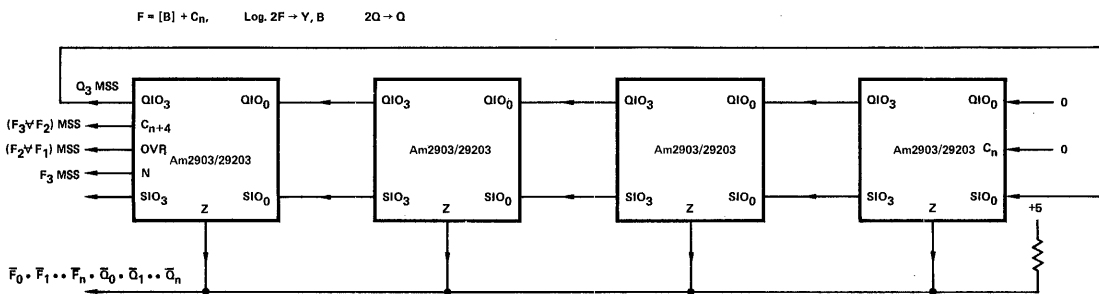 F = [B] + Cn, Log. 2F → Y, B 2Q → Q
Q3 MSS
QIO3 QIO0 QIO3 QIO0 QIO3 QIO0 QIO3 QIO0 0
(F3∀F2) MSS Cn+4
(F2∀F1) MSS OVR Am2903/29203 Am2903/29203 Am2903/29203 Am2903/29203 Cn 0
F3 MSS N
SIO3 SIO0 SIO3 SIO0 SIO3 SIO0 SIO3 SIO0
Z Z Z Z +5
F̅0 • F̅1 •• F̅n • Q̅0 • Q̅1 •• Q̅n